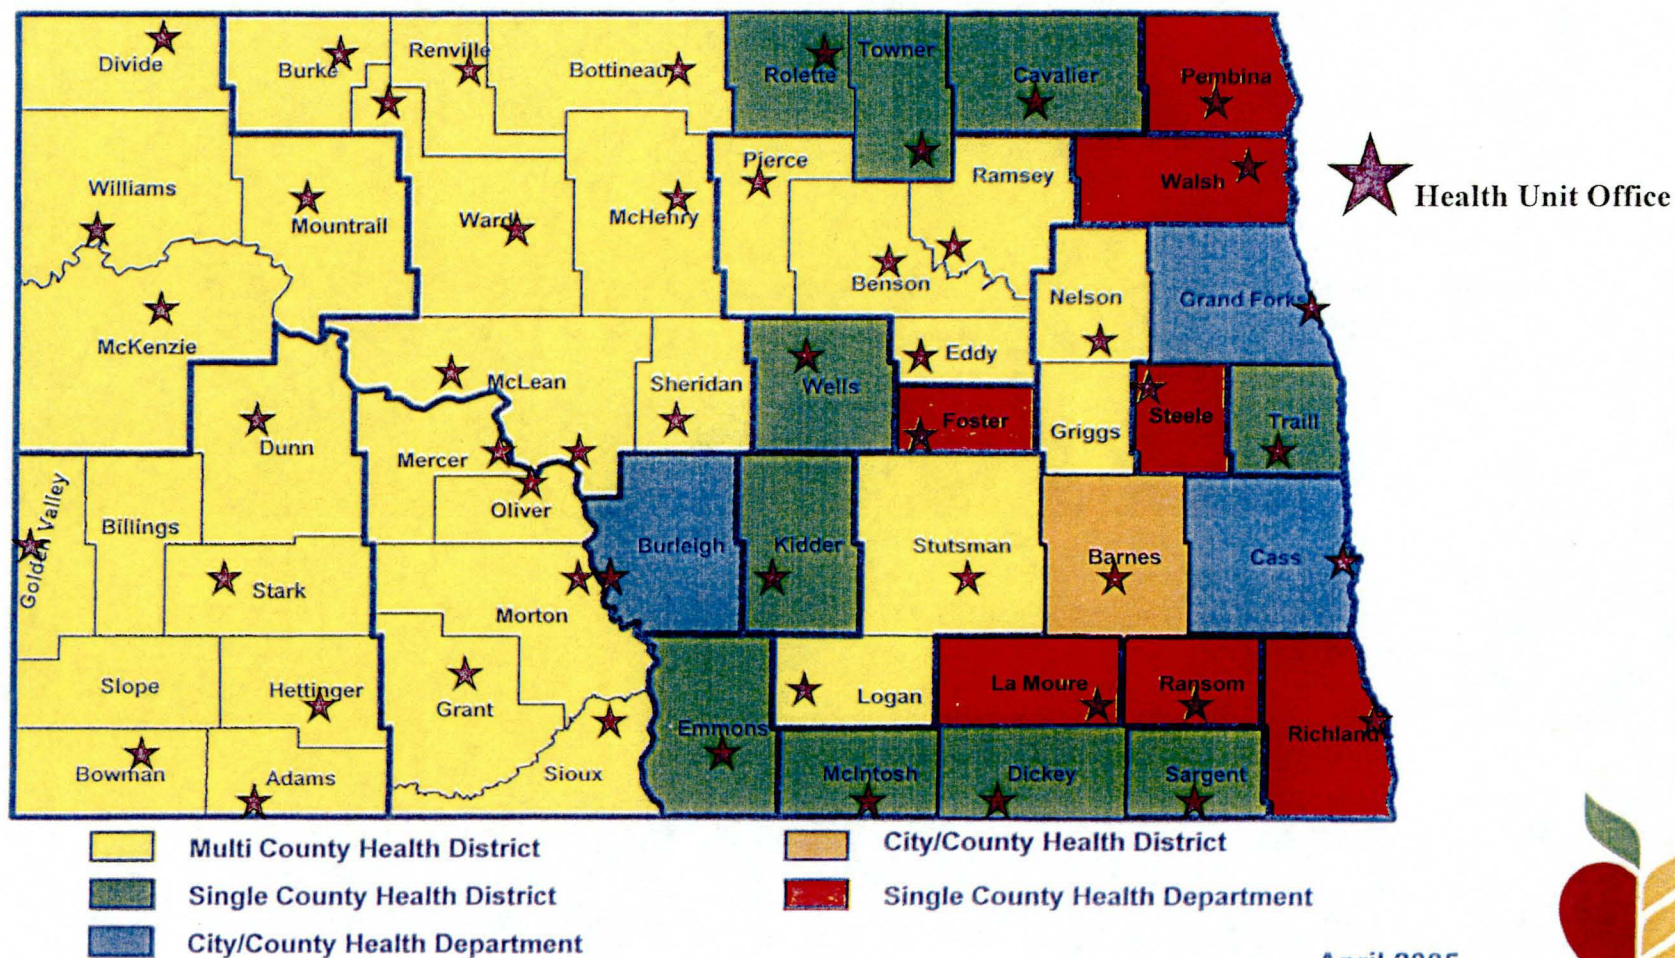 Divide
Burke
Renville
Bottineau
Rolette
Towner
Cavalier
Pembina
Williams
Mountrail
Ward
McHenry
Pierce
Ramsey
Walsh
Health Unit Office
Benson
Nelson
Grand Forks
McKenzie
McLean
Sheridan
Wells
Eddy
Foster
Griggs
Steele
Traill
Dunn
Mercer
Oliver
Golden Valley
Billings
Stark
Morton
Burleigh
Kidder
Stutsman
Barnes
Cass
Slope
Hettinger
Grant
Logan
La Moure
Ransom
Richland
Emmons
Bowman
Adams
Sioux
McIntosh
Dickey
Sargent
Multi County Health District
Single County Health District
City/County Health Department
City/County Health District
Single County Health Department